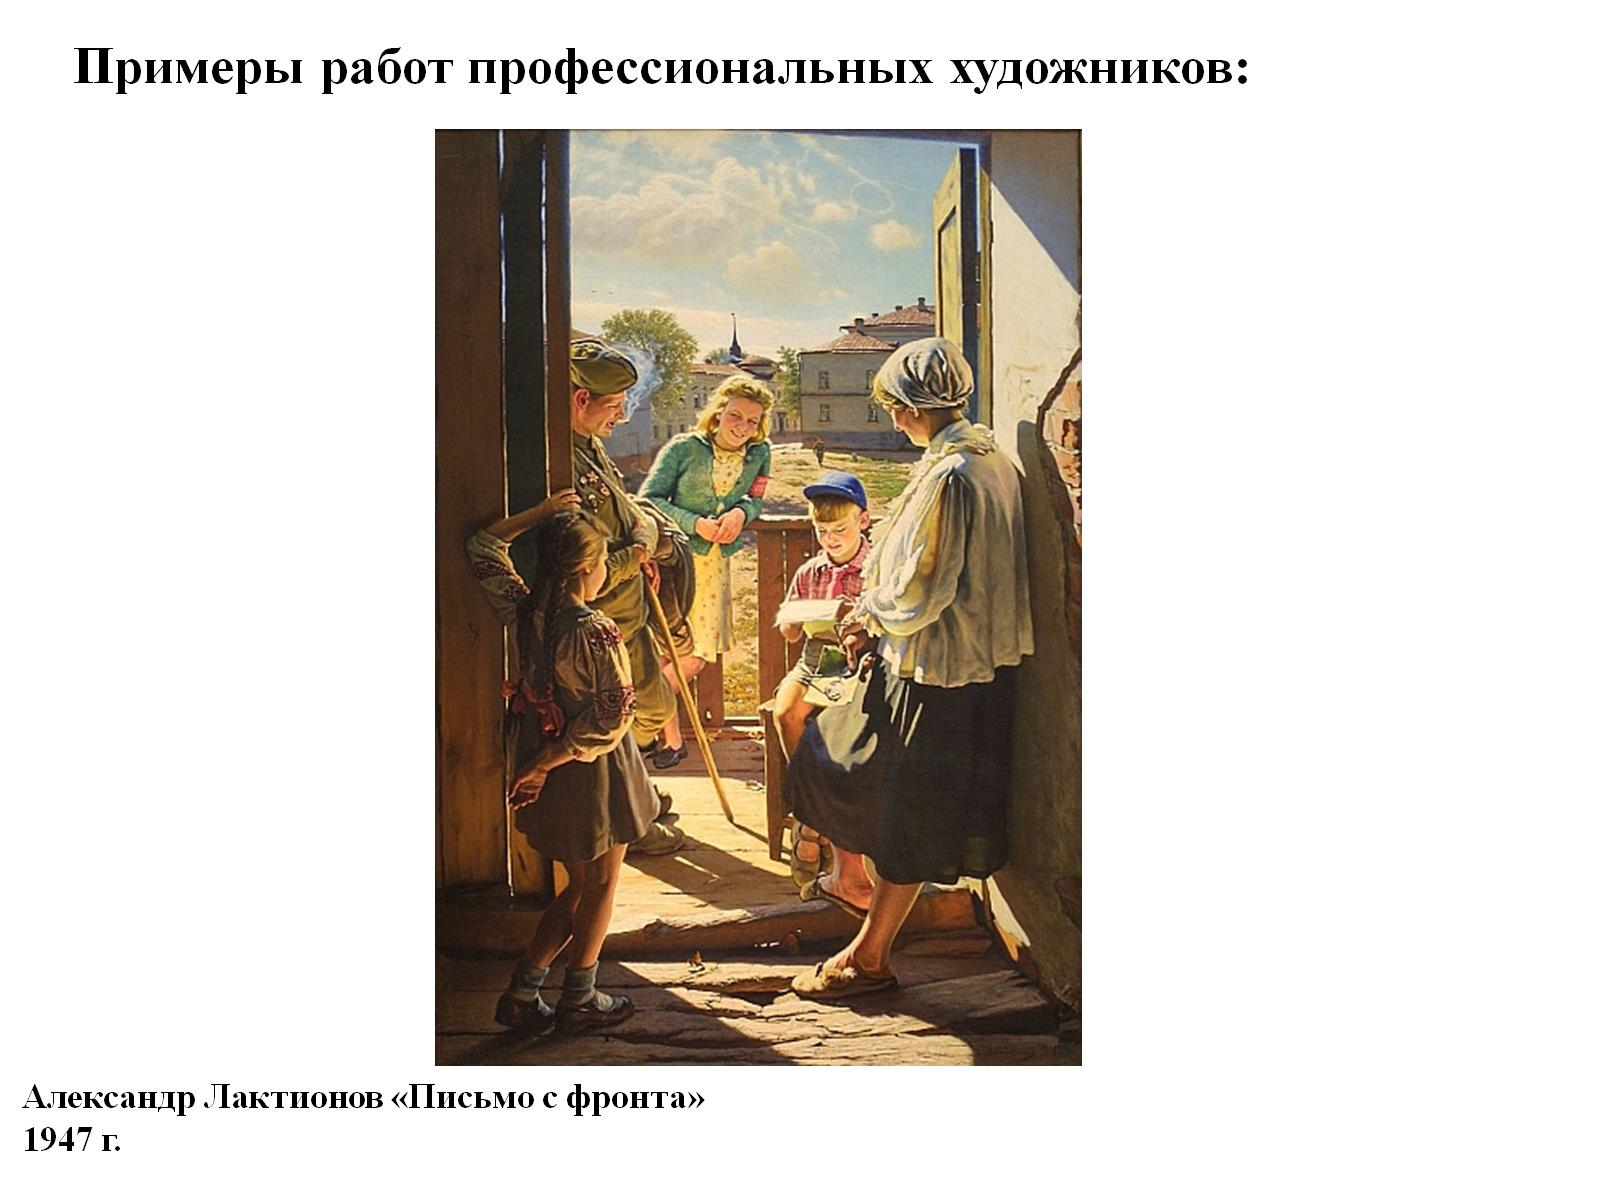 Примеры работ профессиональных художников:
Александр Лактионов «Письмо с фронта»
1947 г.